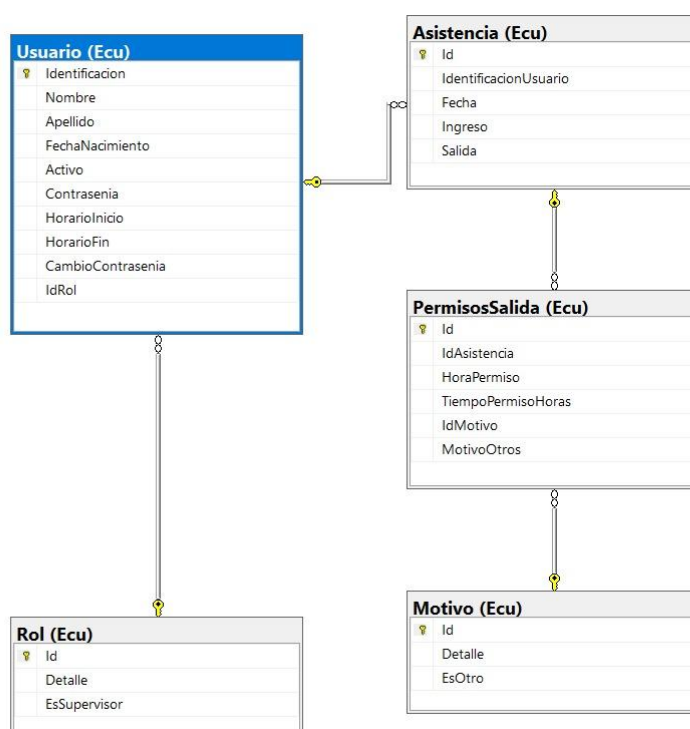 Usuario (Ecu)
Identificacion
Nombre
Apellido
FechaNacimiento
Activo
Contrasenia
HorarioInicio
HorarioFin
CambioContrasenia
IdRol
Asistencia (Ecu)
Id
IdentificacionUsuario
Fecha
Ingreso
Salida
PermisosSalida (Ecu)
Id
IdAsistencia
HoraPermiso
TiempoPermisoHoras
IdMotivo
MotivoOtros
Rol (Ecu)
Id
Detalle
EsSupervisor
Motivo (Ecu)
Id
Detalle
EsOtro